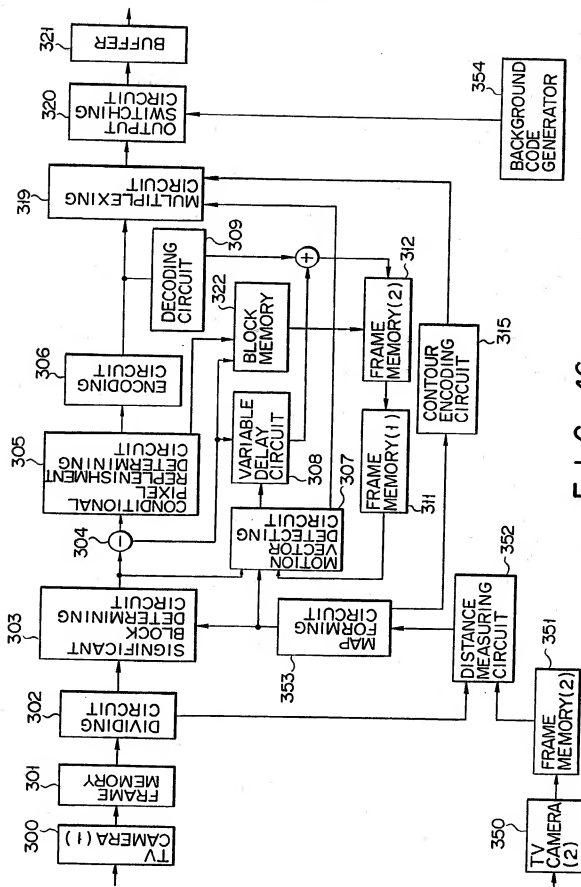 300
TV
CAMERA (1)
301
FRAME
MEMORY
302
DIVIDING
CIRCUIT
303
SIGNIFICANT
BLOCK
DETERMINING
CIRCUIT
304
−
305
CONDITIONAL
PIXEL
REPLENISHMENT
DETERMINING
CIRCUIT
306
ENCODING
CIRCUIT
309
DECODING
CIRCUIT
319
MULTIPLEXING
CIRCUIT
320
OUTPUT
SWITCHING
CIRCUIT
321
BUFFER
322
BLOCK
MEMORY
+
VARIABLE
DELAY
CIRCUIT
308
307
MOTION
VECTOR
DETECTING
CIRCUIT
312
FRAME
MEMORY(2)
FRAME
MEMORY(1)
311
315
CONTOUR
ENCODING
CIRCUIT
354
BACKGROUND
CODE
GENERATOR
353
MAP
FORMING
CIRCUIT
352
DISTANCE
MEASURING
CIRCUIT
351
FRAME
MEMORY(2)
350
TV
CAMERA
(2)